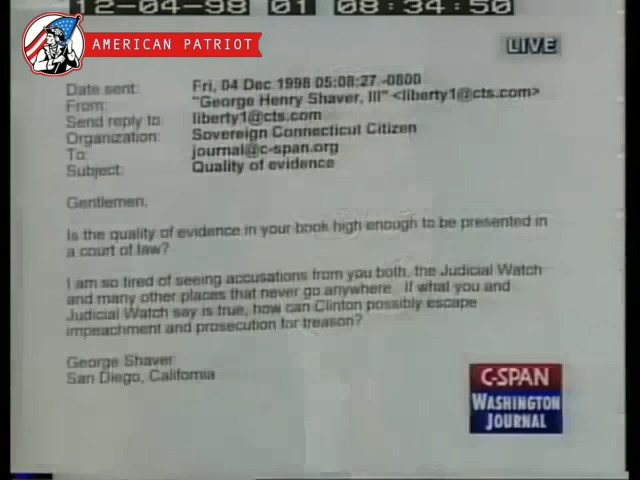 12-04-98 01 08:34:50
AMERICAN PATRIOT
LIVE
Date sent: Fri, 04 Dec 1998 05:08:27 -0800
From: "George Henry Shaver, III" <liberty1@cts.com>
Send reply to: liberty1@cts.com
Organization: Sovereign Connecticut Citizen
To: journal@c-span.org
Subject: Quality of evidence
Gentlemen,
Is the quality of evidence in your book high enough to be presented in
a court of law?
I am so tired of seeing accusations from you both, the Judicial Watch
and many other places that never go anywhere. If what you and
Judicial Watch say is true, how can Clinton possibly escape
impeachment and prosecution for treason?
George Shaver
San Diego, California
C-SPAN
WASHINGTON
JOURNAL